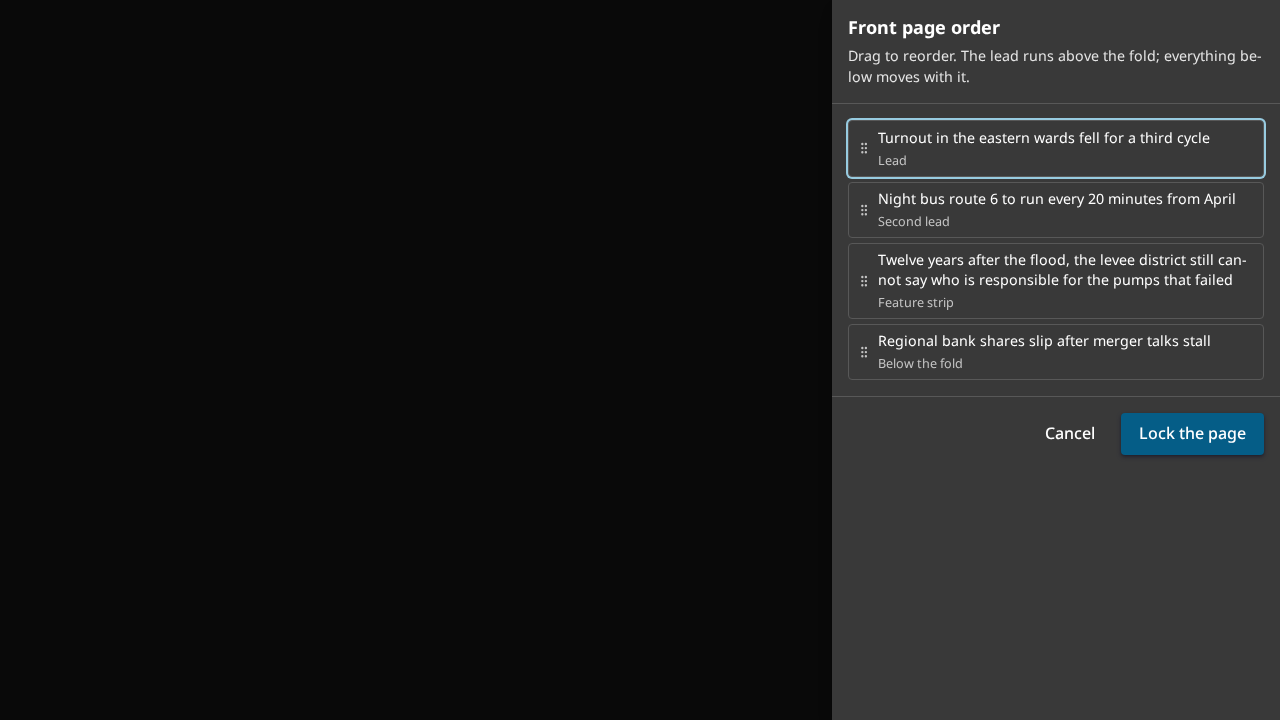 Front page order
Drag to reorder. The lead runs above the fold; everything be-
low moves with it.
Turnout in the eastern wards fell for a third cycle
Lead
Night bus route 6 to run every 20 minutes from April
Second lead
Twelve years after the flood, the levee district still can-
not say who is responsible for the pumps that failed
Feature strip
Regional bank shares slip after merger talks stall
Below the fold
Cancel
Lock the page